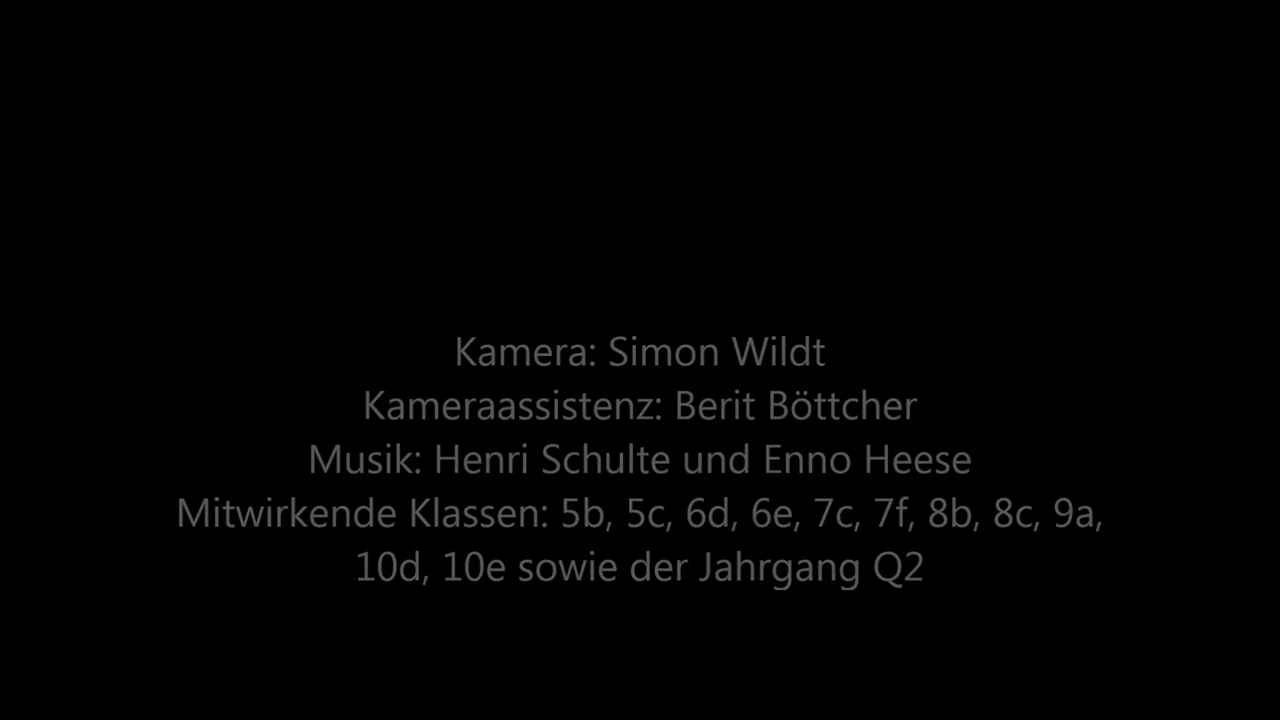 Kamera: Simon Wildt
Kameraassistenz: Berit Böttcher
Musik: Henri Schulte und Enno Heese
Mitwirkende Klassen: 5b, 5c, 6d, 6e, 7c, 7f, 8b, 8c, 9a,
10d, 10e sowie der Jahrgang Q2